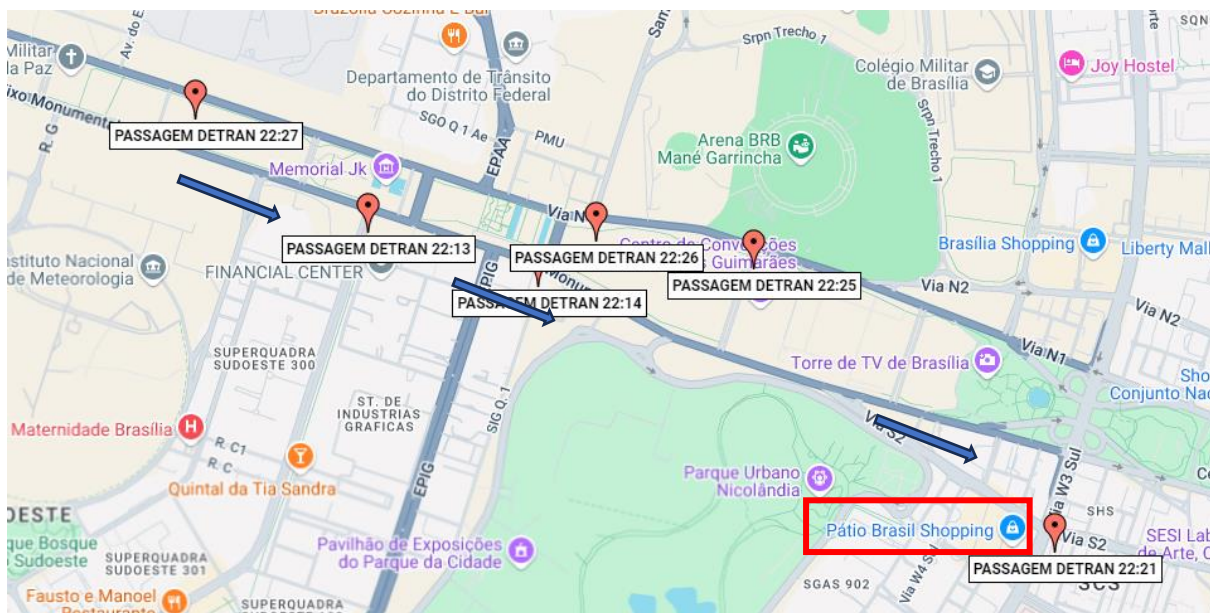 Brazólia Cozinha E Bar
Srpn Trecho 1
SQN
Militar
la Paz
Av. do E
Departamento de Trânsito
do Distrito Federal
Colégio Militar
de Brasília
Joy Hostel
ixo Monumental
PASSAGEM DETRAN 22:27
SGO Q 1 Ae
PMU
EPAA
Arena BRB
Mané Garrincha
Srpn Trecho 1
R. G
Memorial Jk
Via N
PASSAGEM DETRAN 22:13
PASSAGEM DETRAN 22:26
Centro de Convenções
s Guimarães
Brasília Shopping
Liberty Mall
nstituto Nacional
de Meteorologia
FINANCIAL CENTER
EPIG
PASSAGEM DETRAN 22:14
PASSAGEM DETRAN 22:25
Via N2
Via N2
Via N1
SUPERQUADRA
SUDOESTE 300
Torre de TV de Brasília
Sho
Conjunto Nac
ST. DE
INDUSTRIAS
GRAFICAS
SIG Q. 1
Maternidade Brasília
R. C1
R. C
Via S2
Quintal da Tia Sandra
EPIG
Parque Urbano
Nicolândia
Via W3 Sul
OESTE
que Bosque
Sudoeste
SUPERQUADRA
SUDOESTE 301
Pavilhão de Exposições
do Parque da Cidade
Pátio Brasil Shopping
SHS
Via S2
SESI Lab
de Arte, C
Via W4 Sul
PASSAGEM DETRAN 22:21
SGAS 902
SCS
Fausto e Manoel
Restaurante
SUPERQUADRA